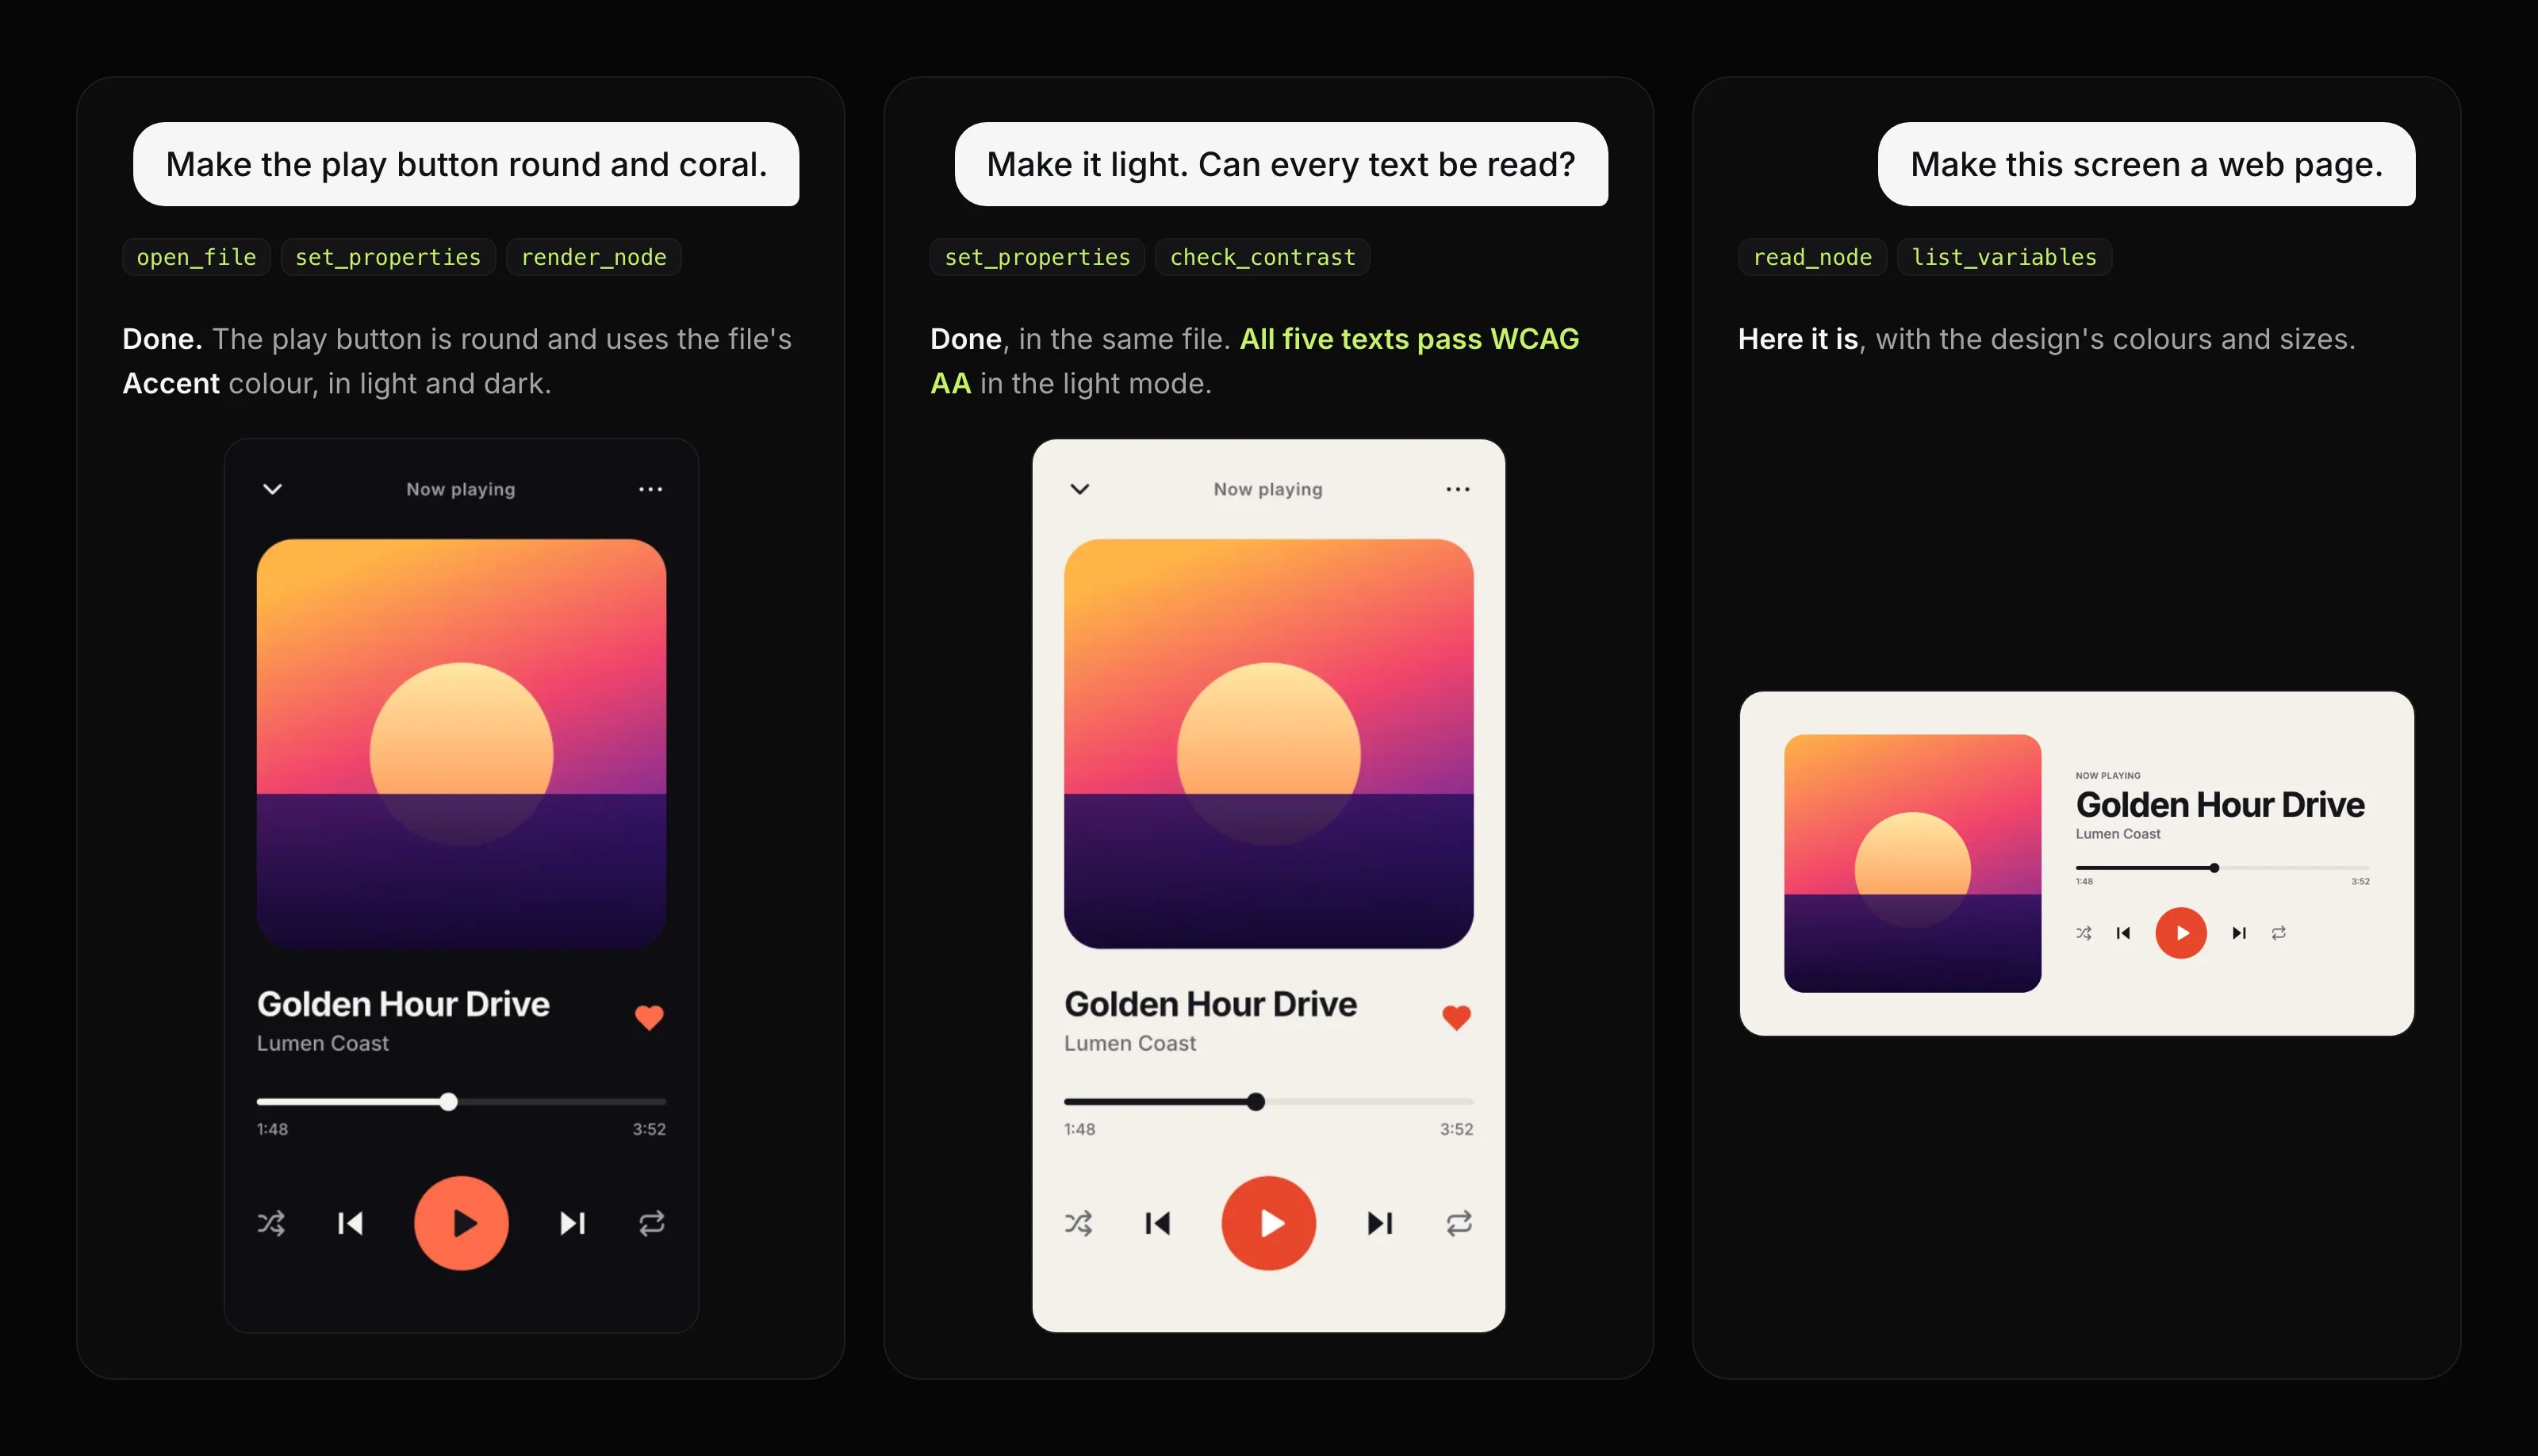 Make the play button round and coral.
open_file set_properties render_node
Done. The play button is round and uses the file's
Accent colour, in light and dark.
Now playing
Golden Hour Drive
Lumen Coast
1:48 3:52
Make it light. Can every text be read?
set_properties check_contrast
Done, in the same file. All five texts pass WCAG
AA in the light mode.
Now playing
Golden Hour Drive
Lumen Coast
1:48 3:52
Make this screen a web page.
read_node list_variables
Here it is, with the design's colours and sizes.
NOW PLAYING
Golden Hour Drive
Lumen Coast
1:48 3:52